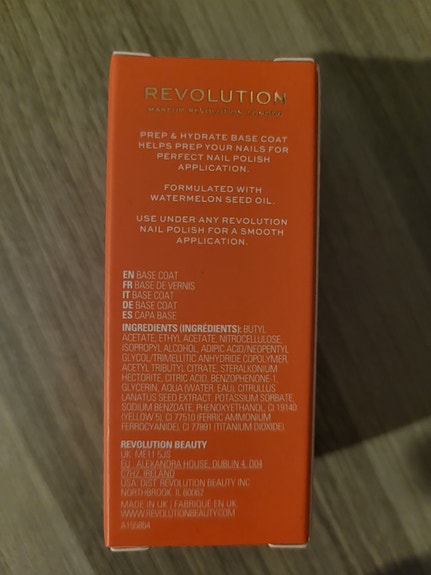 REVOLUTION
MAKEUP REVOLUTION LONDON
PREP & HYDRATE BASE COAT
HELPS PREP YOUR NAILS FOR
PERFECT NAIL POLISH
APPLICATION.
FORMULATED WITH
WATERMELON SEED OIL.
USE UNDER ANY REVOLUTION
NAIL POLISH FOR A SMOOTH
APPLICATION.
EN BASE COAT
FR BASE DE VERNIS
IT BASE COAT
DE BASE COAT
ES CAPA BASE
INGREDIENTS (INGRÉDIENTS): BUTYL
ACETATE, ETHYL ACETATE, NITROCELLULOSE,
ISOPROPYL ALCOHOL, ADIPIC ACID/NEOPENTYL
GLYCOL/TRIMELLITIC ANHYDRIDE COPOLYMER,
ACETYL TRIBUTYL CITRATE, STERALKONIUM
HECTORITE, CITRIC ACID, BENZOPHENONE 1,
GLYCERIN, AQUA (WATER, EAU), CITRULLUS
LANATUS SEED EXTRACT, POTASSIUM SORBATE,
SODIUM BENZOATE, PHENOXYETHANOL, CI 19140
(YELLOW 5), CI 77510 (FERRIC AMMONIUM
FERROCYANIDE), CI 77891 (TITANIUM DIOXIDE).
REVOLUTION BEAUTY
UK: ME11 5JS
EU: ALEXANDRA HOUSE, DUBLIN 4, D04
C7H2, IRELAND
USA: DIST. REVOLUTION BEAUTY INC
NORTHBROOK, IL 60062
MADE IN UK | FABRIQUÉ EN UK
WWW.REVOLUTIONBEAUTY.COM
A155854